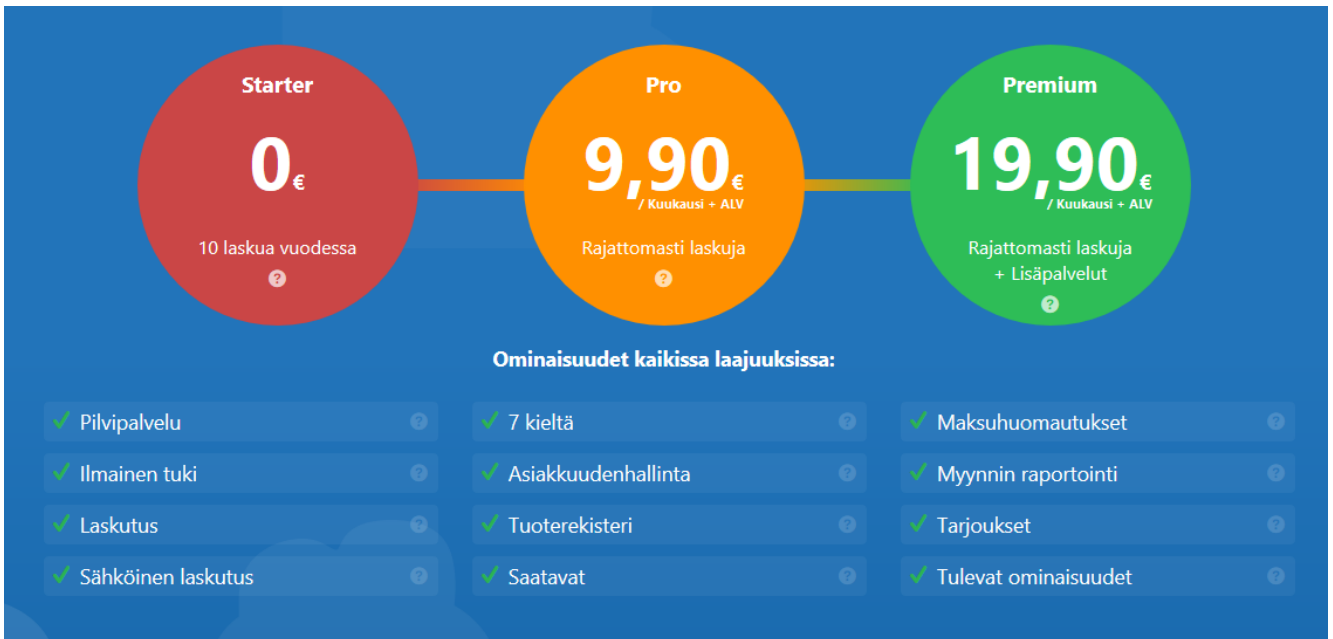 Starter
0€
10 laskua vuodessa
?
Pro
9,90€
/ Kuukausi + ALV
Rajattomasti laskuja
?
Premium
19,90€
/ Kuukausi + ALV
Rajattomasti laskuja
+ Lisäpalvelut
?
Ominaisuudet kaikissa laajuuksissa:
Pilvipalvelu ?
Ilmainen tuki ?
Laskutus ?
Sähköinen laskutus ?
7 kieltä ?
Asiakkuudenhallinta ?
Tuoterekisteri ?
Saatavat ?
Maksuhuomautukset ?
Myynnin raportointi ?
Tarjoukset ?
Tulevat ominaisuudet ?